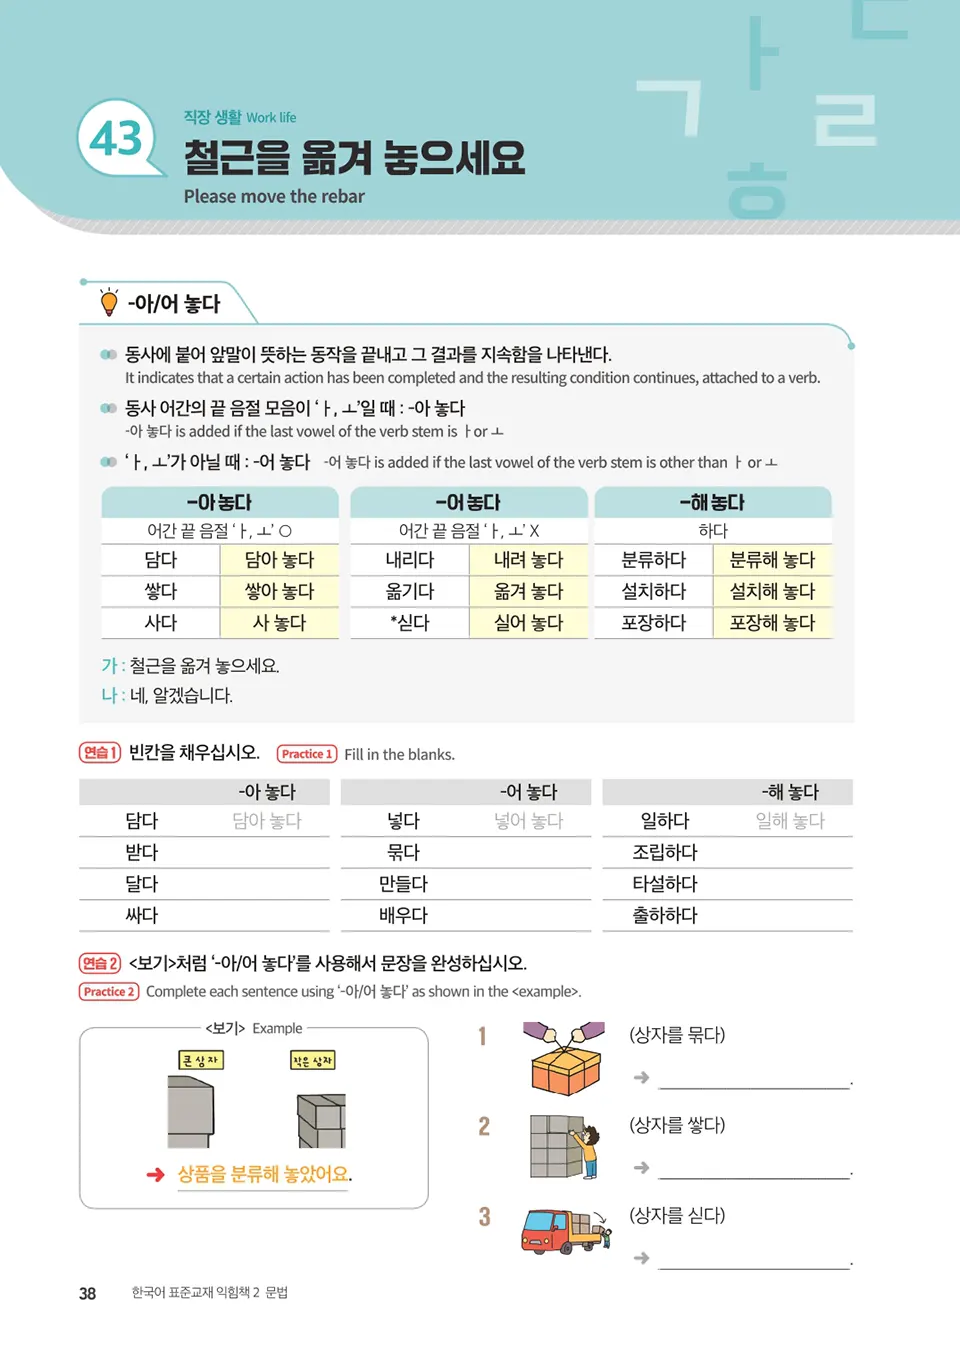 가 ㄴ
ㄹ
ㅎ
43
직장 생활 Work life
철근을 옮겨 놓으세요
Please move the rebar
-아/어 놓다
동사에 붙어 앞말이 뜻하는 동작을 끝내고 그 결과를 지속함을 나타낸다.
It indicates that a certain action has been completed and the resulting condition continues, attached to a verb.
동사 어간의 끝 음절 모음이 ‘ㅏ, ㅗ’일 때 : -아 놓다
-아 놓다 is added if the last vowel of the verb stem is ㅏor ㅗ
‘ㅏ, ㅗ’가 아닐 때 : -어 놓다 -어 놓다 is added if the last vowel of the verb stem is other than ㅏ or ㅗ
-아 놓다 -어 놓다 -해 놓다
어간 끝 음절 ‘ㅏ, ㅗ’ O 어간 끝 음절 ‘ㅏ, ㅗ’ X 하다
담다 담아 놓다 내리다 내려 놓다 분류하다 분류해 놓다
쌓다 쌓아 놓다 옮기다 옮겨 놓다 설치하다 설치해 놓다
사다 사 놓다 *싣다 실어 놓다 포장하다 포장해 놓다
가 : 철근을 옮겨 놓으세요.
나 : 네, 알겠습니다.
연습 1 빈칸을 채우십시오. Practice 1 Fill in the blanks.
-아 놓다 -어 놓다 -해 놓다
담다 담아 놓다 넣다 넣어 놓다 일하다 일해 놓다
받다 묶다 조립하다
달다 만들다 타설하다
싸다 배우다 출하하다
연습 2 <보기>처럼 ‘-아/어 놓다’를 사용해서 문장을 완성하십시오.
Practice 2 Complete each sentence using ‘-아/어 놓다’ as shown in the <example>.
<보기> Example
큰 상자 작은 상자
➜ 상품을 분류해 놓았어요.
1 (상자를 묶다)
➜ .
2 (상자를 쌓다)
➜ .
3 (상자를 싣다)
➜ .
38 한국어 표준교재 익힘책 2 문법